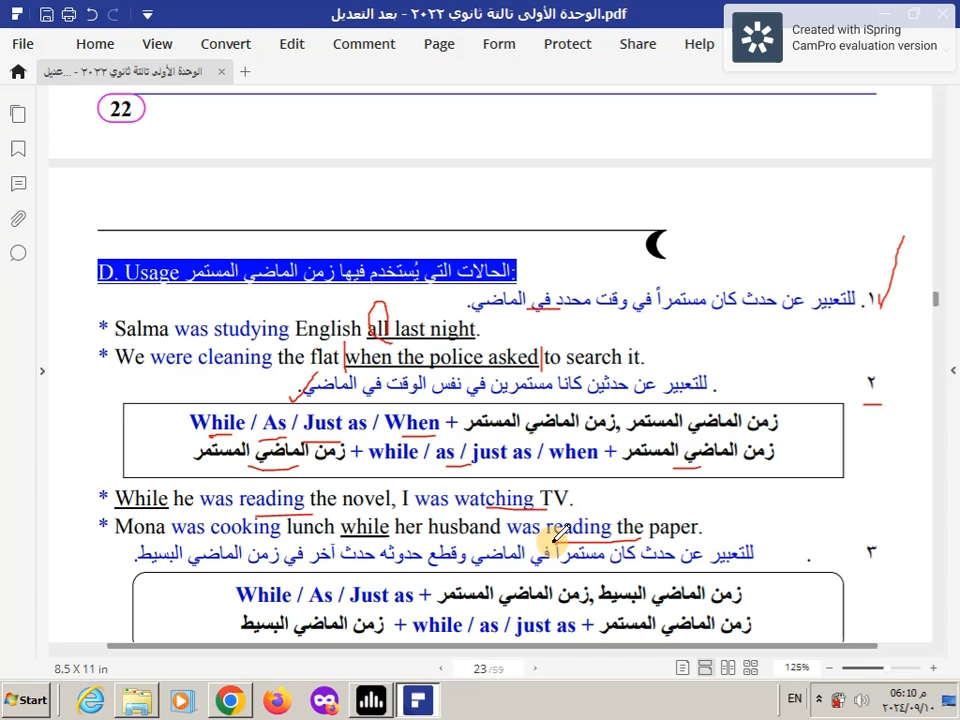 الوحدة الأولى تالتة ثانوي ٢٠٢٢ - بعد التعديل.pdf
Created with iSpring
CamPro evaluation version
File Home View Convert Edit Comment Page Form Protect Share Help
الوحدة الأولى تالتة ثانوي ٢٠٢٢ - ...عديل
22
D. Usage الحالات التي يُستخدم فيها زمن الماضي المستمر:
١. للتعبير عن حدث كان مستمراً في وقت محدد في الماضي.
* Salma was studying English all last night.
* We were cleaning the flat when the police asked to search it.
٢ . للتعبير عن حدثين كانا مستمرين في نفس الوقت في الماضي.
While / As / Just as / When + زمن الماضي المستمر, زمن الماضي المستمر
زمن الماضي المستمر + while / as / just as / when + زمن الماضي المستمر
* While he was reading the novel, I was watching TV.
* Mona was cooking lunch while her husband was reading the paper.
٣ . للتعبير عن حدث كان مستمراً في الماضي وقطع حدوثه حدث آخر في زمن الماضي البسيط.
While / As / Just as + زمن الماضي المستمر, زمن الماضي البسيط
زمن الماضي البسيط + while / as / just as + زمن الماضي المستمر
8.5 X 11 in 23 /59 125%
Start EN 06:10 م
٢٠٢٤/٠٩/١٠